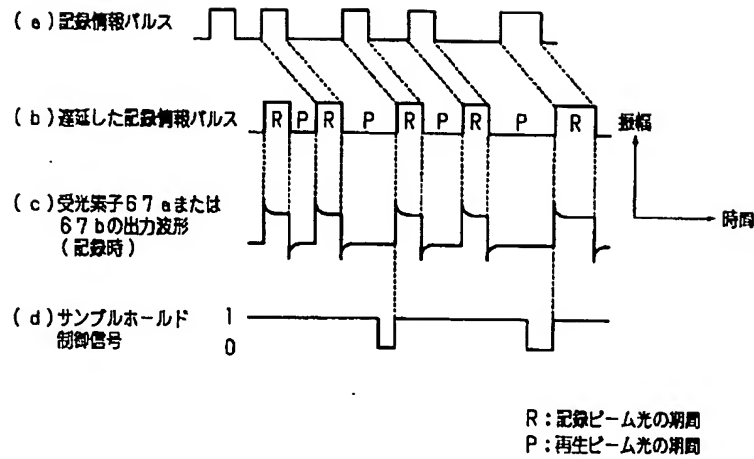 (a)記録情報パルス
(b)遅延した記録情報パルス
R P R P R P R P R
振幅
(c)受光素子67aまたは
67bの出力波形
(記録時)
時間
(d)サンプルホールド
制御信号
1
0
R:記録ビーム光の期間
P:再生ビーム光の期間